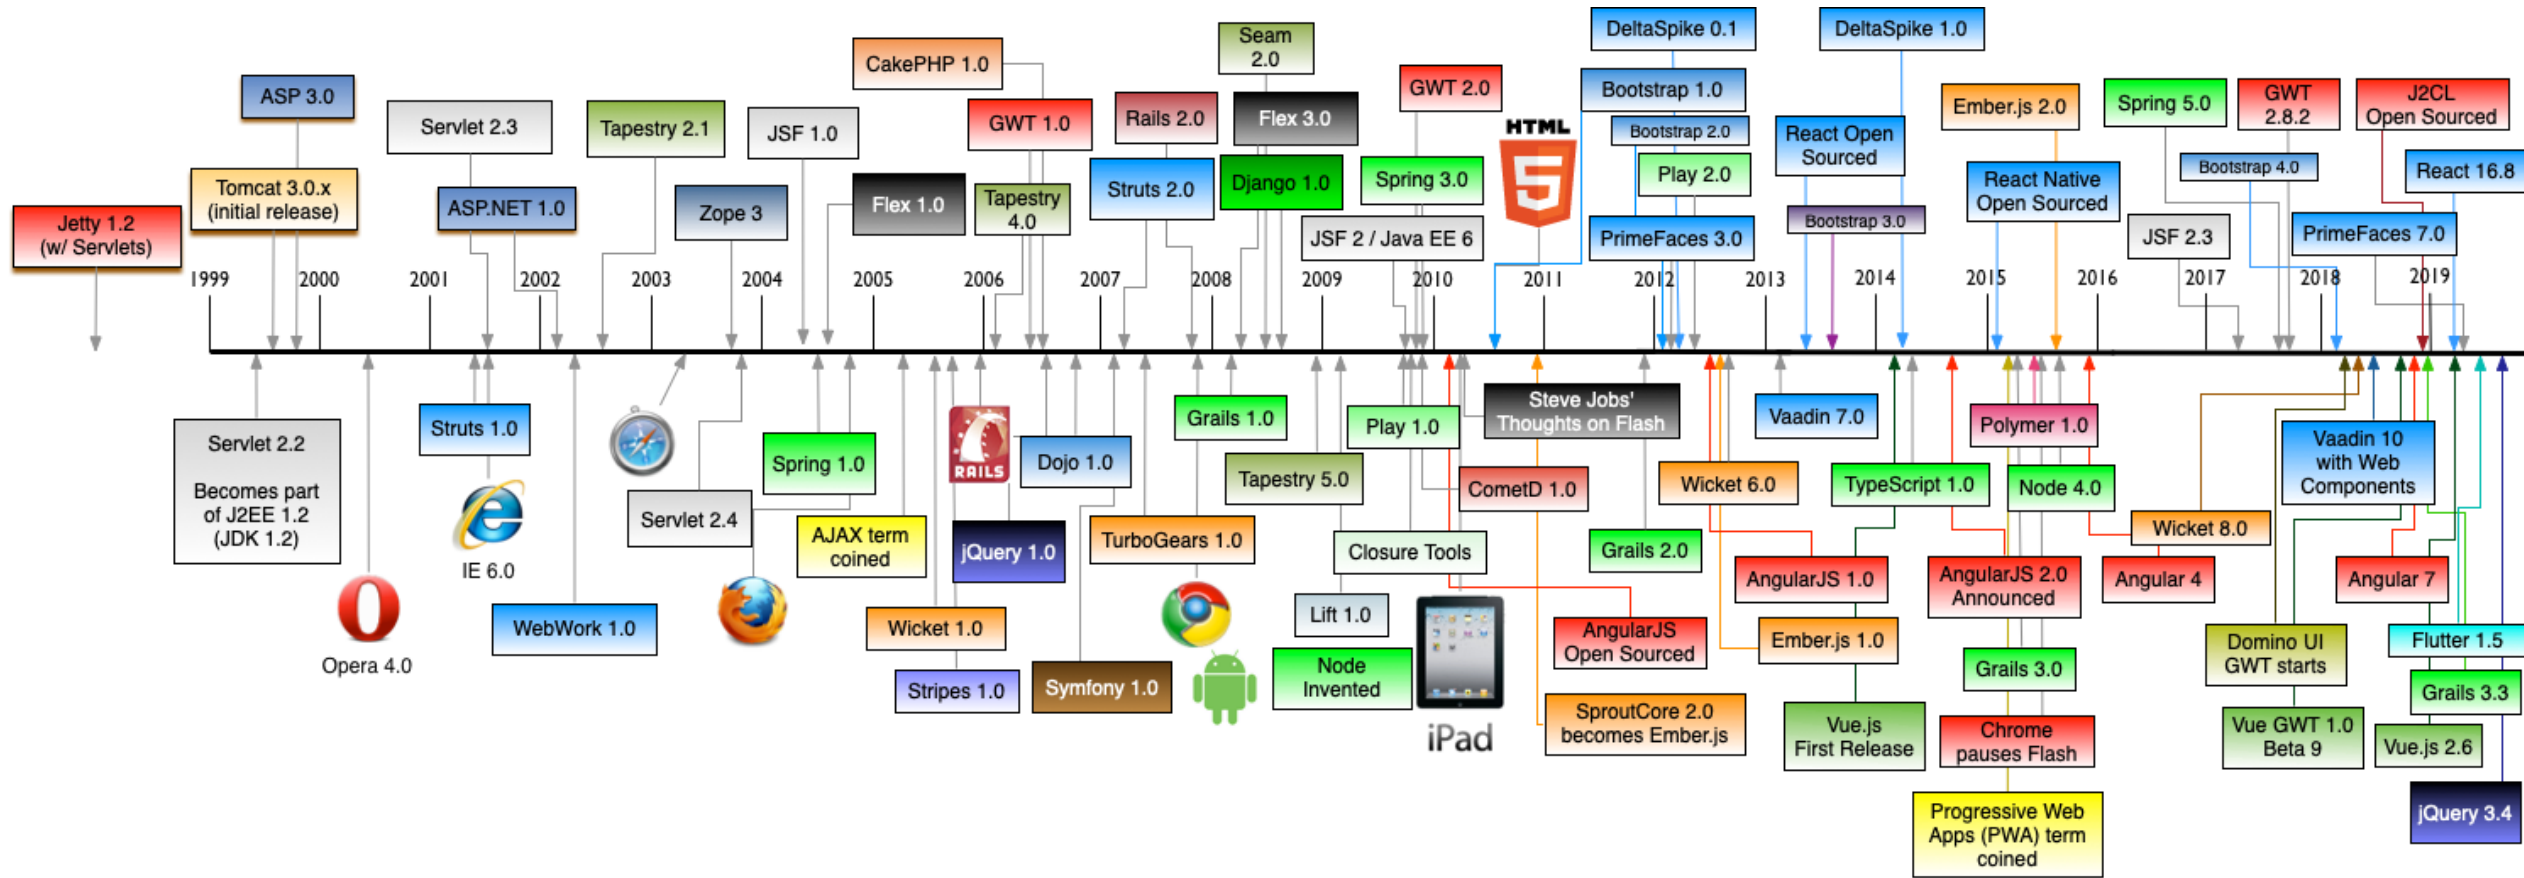 DeltaSpike 0.1
DeltaSpike 1.0
Seam
2.0
CakePHP 1.0
GWT 2.0
Bootstrap 1.0
ASP 3.0
Ember.js 2.0
Spring 5.0
GWT
2.8.2
J2CL
Open Sourced
Servlet 2.3
Tapestry 2.1
JSF 1.0
GWT 1.0
Rails 2.0
Flex 3.0
HTML
5
Bootstrap 2.0
React Open
Sourced
Play 2.0
Bootstrap 4.0
React 16.8
Tomcat 3.0.x
(initial release)
Struts 2.0
Django 1.0
Spring 3.0
React Native
Open Sourced
ASP.NET 1.0
Zope 3
Flex 1.0
Tapestry
4.0
Jetty 1.2
(w/ Servlets)
JSF 2 / Java EE 6
PrimeFaces 3.0
Bootstrap 3.0
JSF 2.3
PrimeFaces 7.0
1999
2000
2001
2002
2003
2004
2005
2006
2007
2008
2009
2010
2011
2012
2013
2014
2015
2016
2017
2018
2019
Servlet 2.2
Becomes part
of J2EE 1.2
(JDK 1.2)
Struts 1.0
IE 6.0
Opera 4.0
WebWork 1.0
Servlet 2.4
Spring 1.0
AJAX term
coined
Wicket 1.0
Stripes 1.0
RAILS
jQuery 1.0
Dojo 1.0
Symfony 1.0
TurboGears 1.0
Grails 1.0
Tapestry 5.0
Play 1.0
Closure Tools
Lift 1.0
Node
Invented
iPad
Steve Jobs'
Thoughts on Flash
CometD 1.0
AngularJS
Open Sourced
SproutCore 2.0
becomes Ember.js
Grails 2.0
Wicket 6.0
Vaadin 7.0
AngularJS 1.0
Ember.js 1.0
Vue.js
First Release
TypeScript 1.0
AngularJS 2.0
Announced
Polymer 1.0
Node 4.0
Grails 3.0
Chrome
pauses Flash
Progressive Web
Apps (PWA) term
coined
Wicket 8.0
Angular 4
Vaadin 10
with Web
Components
Angular 7
Domino UI
GWT starts
Vue GWT 1.0
Beta 9
Flutter 1.5
Grails 3.3
Vue.js 2.6
jQuery 3.4